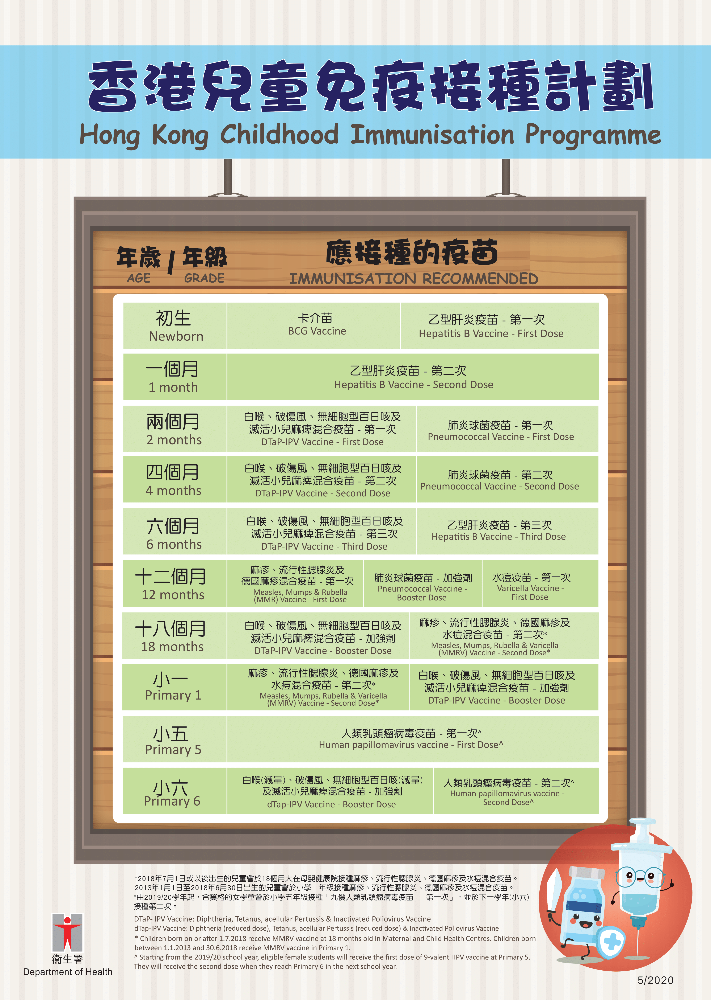 香港兒童免疫接種計劃
Hong Kong Childhood Immunisation Programme
年歲 / 年級
AGE GRADE
應接種的疫苗
IMMUNISATION RECOMMENDED
初生
Newborn
卡介苗
BCG Vaccine
乙型肝炎疫苗 - 第一次
Hepatitis B Vaccine - First Dose
一個月
1 month
乙型肝炎疫苗 - 第二次
Hepatitis B Vaccine - Second Dose
兩個月
2 months
白喉、破傷風、無細胞型百日咳及
滅活小兒麻痺混合疫苗 - 第一次
DTaP-IPV Vaccine - First Dose
肺炎球菌疫苗 - 第一次
Pneumococcal Vaccine - First Dose
四個月
4 months
白喉、破傷風、無細胞型百日咳及
滅活小兒麻痺混合疫苗 - 第二次
DTaP-IPV Vaccine - Second Dose
肺炎球菌疫苗 - 第二次
Pneumococcal Vaccine - Second Dose
六個月
6 months
白喉、破傷風、無細胞型百日咳及
滅活小兒麻痺混合疫苗 - 第三次
DTaP-IPV Vaccine - Third Dose
乙型肝炎疫苗 - 第三次
Hepatitis B Vaccine - Third Dose
十二個月
12 months
麻疹、流行性腮腺炎及
德國麻疹混合疫苗 - 第一次
Measles, Mumps & Rubella
(MMR) Vaccine - First Dose
肺炎球菌疫苗 - 加強劑
Pneumococcal Vaccine -
Booster Dose
水痘疫苗 - 第一次
Varicella Vaccine -
First Dose
十八個月
18 months
白喉、破傷風、無細胞型百日咳及
滅活小兒麻痺混合疫苗 - 加強劑
DTaP-IPV Vaccine - Booster Dose
麻疹、流行性腮腺炎、德國麻疹及
水痘混合疫苗 - 第二次*
Measles, Mumps, Rubella & Varicella
(MMRV) Vaccine - Second Dose*
小一
Primary 1
麻疹、流行性腮腺炎、德國麻疹及
水痘混合疫苗 - 第二次*
Measles, Mumps, Rubella & Varicella
(MMRV) Vaccine - Second Dose*
白喉、破傷風、無細胞型百日咳及
滅活小兒麻痺混合疫苗 - 加強劑
DTaP-IPV Vaccine - Booster Dose
小五
Primary 5
人類乳頭瘤病毒疫苗 - 第一次^
Human papillomavirus vaccine - First Dose^
小六
Primary 6
白喉(減量)、破傷風、無細胞型百日咳(減量)
及滅活小兒麻痺混合疫苗 - 加強劑
dTap-IPV Vaccine - Booster Dose
人類乳頭瘤病毒疫苗 - 第二次^
Human papillomavirus vaccine -
Second Dose^
*2018年7月1日或以後出生的兒童會於18個月大在母嬰健康院接種麻疹、流行性腮腺炎、德國麻疹及水痘混合疫苗。
2013年1月1日至2018年6月30日出生的兒童會於小學一年級接種麻疹、流行性腮腺炎、德國麻疹及水痘混合疫苗。
^由2019/20學年起，合資格的女學童會於小學五年級接種「九價人類乳頭瘤病毒疫苗 － 第一次」，並於下一學年(小六)
接種第二次。
DTaP- IPV Vaccine: Diphtheria, Tetanus, acellular Pertussis & Inactivated Poliovirus Vaccine
dTap-IPV Vaccine: Diphtheria (reduced dose), Tetanus, acellular Pertussis (reduced dose) & Inactivated Poliovirus Vaccine
* Children born on or after 1.7.2018 receive MMRV vaccine at 18 months old in Maternal and Child Health Centres. Children born
between 1.1.2013 and 30.6.2018 receive MMRV vaccine in Primary 1.
^ Starting from the 2019/20 school year, eligible female students will receive the first dose of 9-valent HPV vaccine at Primary 5.
They will receive the second dose when they reach Primary 6 in the next school year.
衞生署
Department of Health
5/2020